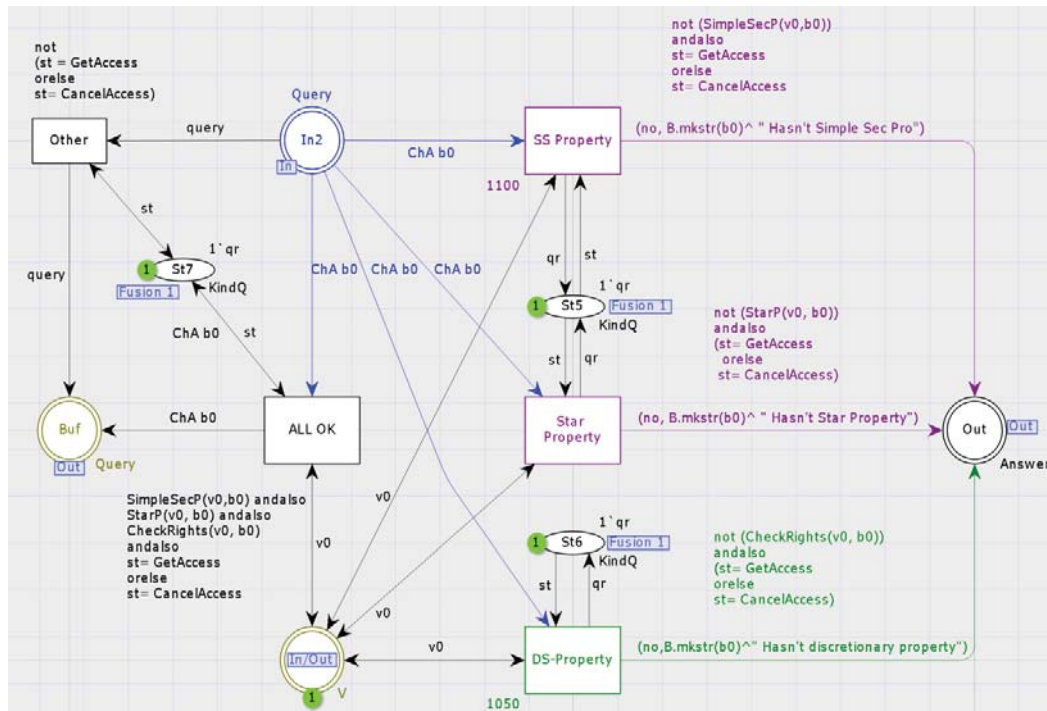 not
(st = GetAccess
orelse
st= CancelAccess)
Query
not (SimpleSecP(v0,b0))
andalso
st= GetAccess
orelse
st= CancelAccess
Other
query
In2
In
ChA b0
SS Property
(no, B.mkstr(b0)^ " Hasn't Simple Sec Pro")
1100
st
qr
st
query
1`qr
1
St7
Fusion 1
KindQ
ChA b0
ChA b0
ChA b0
1`qr
1
St5
Fusion 1
KindQ
ChA b0
st
st
qr
not (StarP(v0, b0))
andalso
(st= GetAccess
orelse
st= CancelAccess)
Buf
Out
Query
ChA b0
ALL OK
Star
Property
(no, B.mkstr(b0)^ " Hasn't Star Property")
Out
Out
Answer
SimpleSecP(v0,b0) andalso
StarP(v0, b0) andalso
CheckRights(v0, b0)
andalso
st= GetAccess
orelse
st= CancelAccess
v0
v0
v0
1`qr
1
St6
Fusion 1
KindQ
st
qr
not (CheckRights(v0, b0))
andalso
(st= GetAccess
orelse
st= CancelAccess)
In/Out
1
V
v0
DS-Property
(no,B.mkstr(b0)^" Hasn't discretionary property")
1050